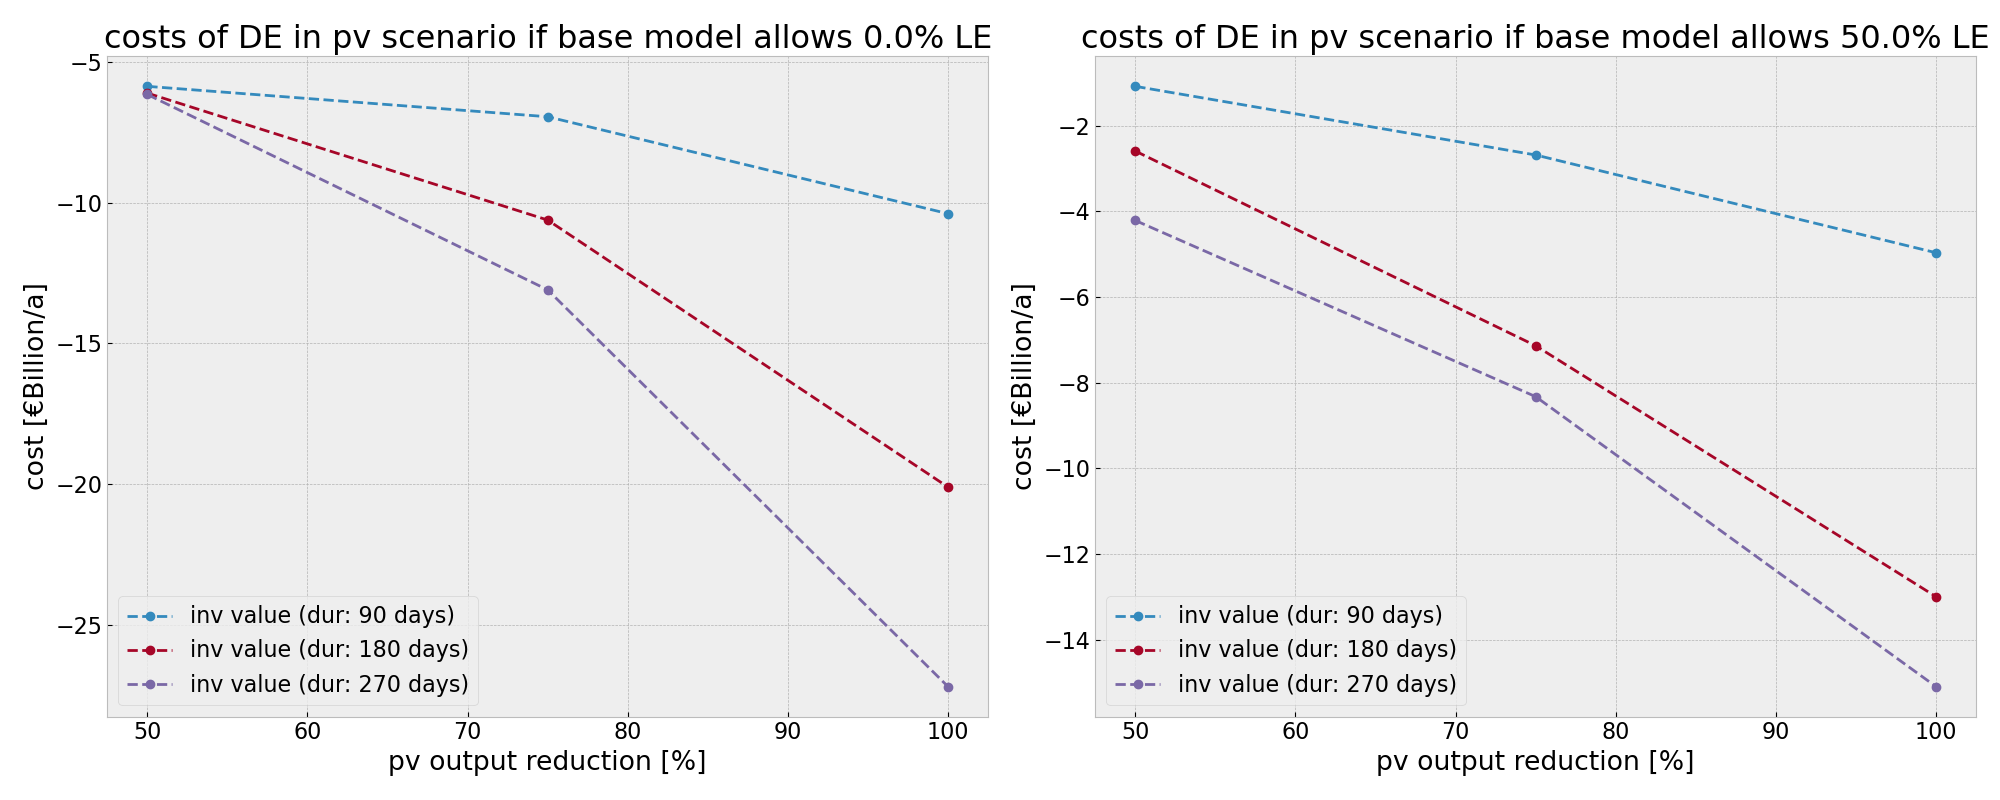 costs of DE in pv scenario if base model allows 0.0% LE
−5
−10
−15
−20
−25
cost [€Billion/a]
inv value (dur: 90 days)
inv value (dur: 180 days)
inv value (dur: 270 days)
50 60 70 80 90 100
pv output reduction [%]
costs of DE in pv scenario if base model allows 50.0% LE
−2
−4
−6
−8
−10
−12
−14
cost [€Billion/a]
inv value (dur: 90 days)
inv value (dur: 180 days)
inv value (dur: 270 days)
50 60 70 80 90 100
pv output reduction [%]